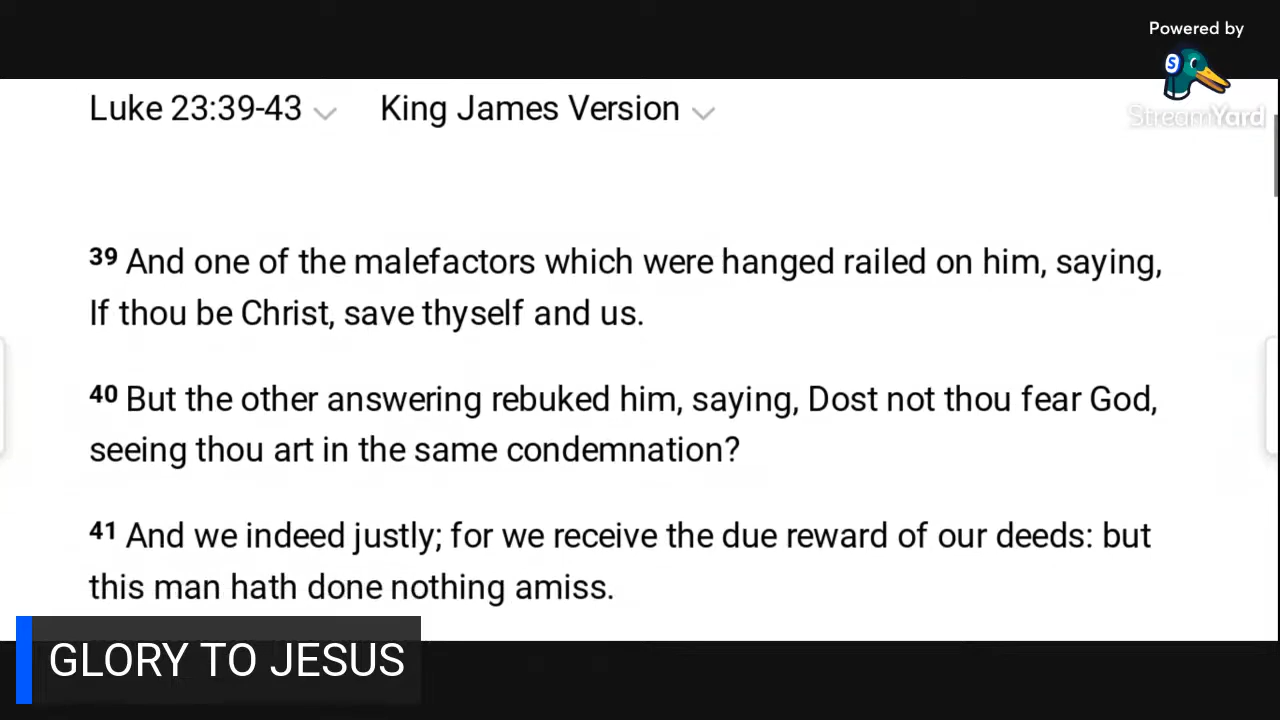 Powered by
S
StreamYard
Luke 23:39-43 King James Version
39 And one of the malefactors which were hanged railed on him, saying,
If thou be Christ, save thyself and us.
40 But the other answering rebuked him, saying, Dost not thou fear God,
seeing thou art in the same condemnation?
41 And we indeed justly; for we receive the due reward of our deeds: but
this man hath done nothing amiss.
GLORY TO JESUS